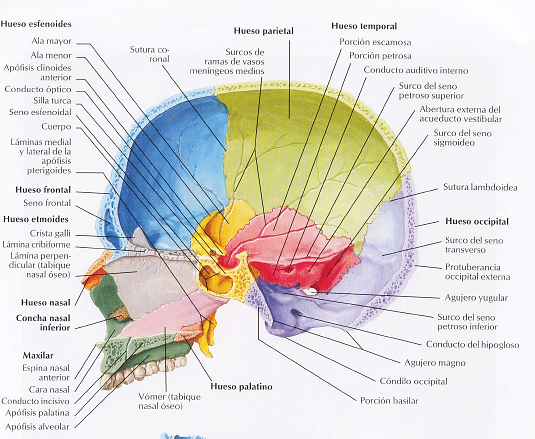 Hueso esfenoides
Ala mayor
Ala menor
Apófisis clinoides
anterior
Conducto óptico
Silla turca
Seno esfenoidal
Cuerpo
Láminas medial
y lateral de la
apófisis
pterigoides
Hueso frontal
Seno frontal
Hueso etmoides
Crista galli
Lámina cribiforme
Lámina perpen-
dicular (tabique
nasal óseo)
Hueso nasal
Concha nasal
inferior
Maxilar
Espina nasal
anterior
Cara nasal
Conducto incisivo
Apófisis palatina
Apófisis alveolar
Sutura co-
ronal
Surcos de
ramas de vasos
meníngeos medios
Hueso parietal
Hueso temporal
Porción escamosa
Porción petrosa
Conducto auditivo interno
Surco del seno
petroso superior
Abertura externa del
acueducto vestibular
Surco del seno
sigmoideo
Sutura lambdoidea
Hueso occipital
Surco del seno
transverso
Protuberancia
occipital externa
Agujero yugular
Surco del seno
petroso inferior
Conducto del hipogloso
Agujero magno
Cóndilo occipital
Porción basilar
Hueso palatino
Vómer (tabique
nasal óseo)